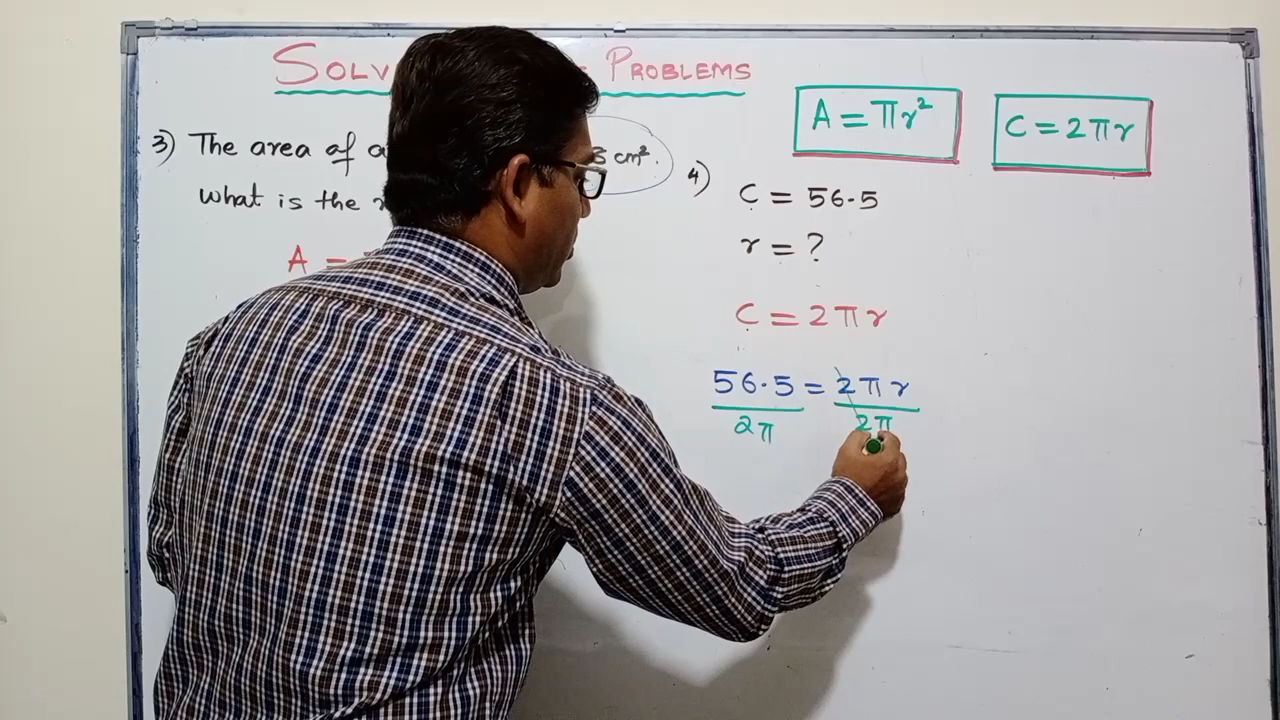 SOLV PROBLEMS
A = πr²
C = 2πr
3) The area of cm².
what is the
A =
4) C = 56.5
r = ?
C = 2πr
56.5 = 2πr
2π 2π